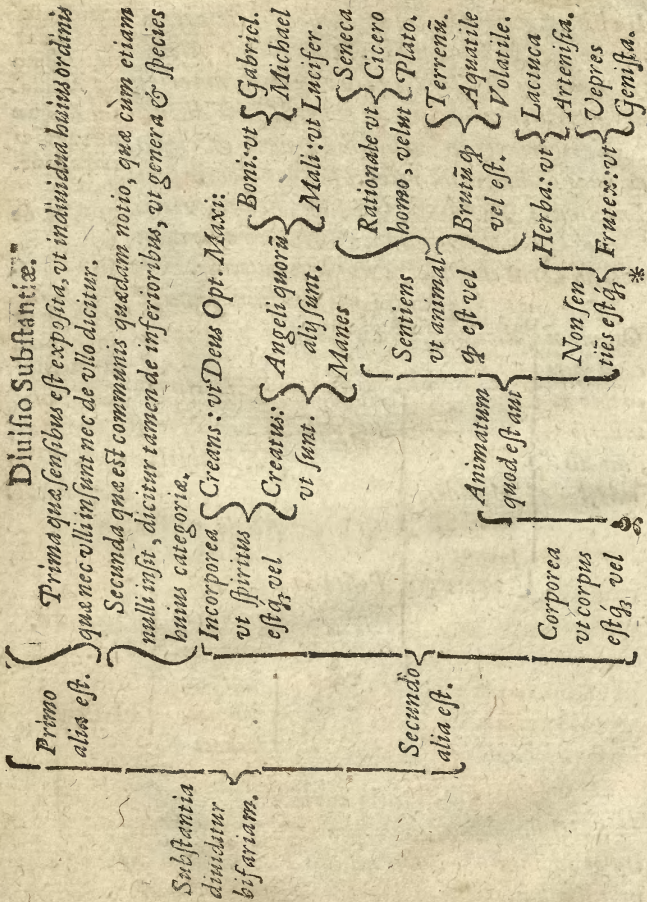 Diuiſio Subſtantiæ.
Subſtantia
diuiditur
bifariam.
Primo
alia eſt.
Prima quæ ſenſibus eſt expoſita, vt indiuidua huius ordinis
quæ nec vlli inſunt nec de vllo dicitur.
Secunda quæ eſt communis quædam notio, quæ cùm etiam
nulli inſit, dicitur tamen de inferioribus, vt genera & ſpecies
huius categoriæ.
Secundò
alia eſt.
Incorporea
vt ſpiritus
eſtq́ꝫ vel
Creans: vt Deus Opt. Maxi:
Creatus:
vt ſunt.
Angeli quorũ
alij ſunt.
Boni: vt
Gabriel.
Michael
Mali: vt Lucifer.
Manes
Corporea
vt corpus
eſtq́ꝫ vel
Animatum
quod eſt aut
Sentiens
vt animal
ꝙ eſt vel
Rationale vt
homo, velut
Seneca
Cicero
Plato.
Brutũ ꝙ
vel eſt.
Terrenũ.
Aquatile
Volatile.
Non ſen
tiẽs eſtq́ꝫ
Herba: vt
Lactuca
Artemiſia.
Frutex: vt
Vepres
Geniſta.
*